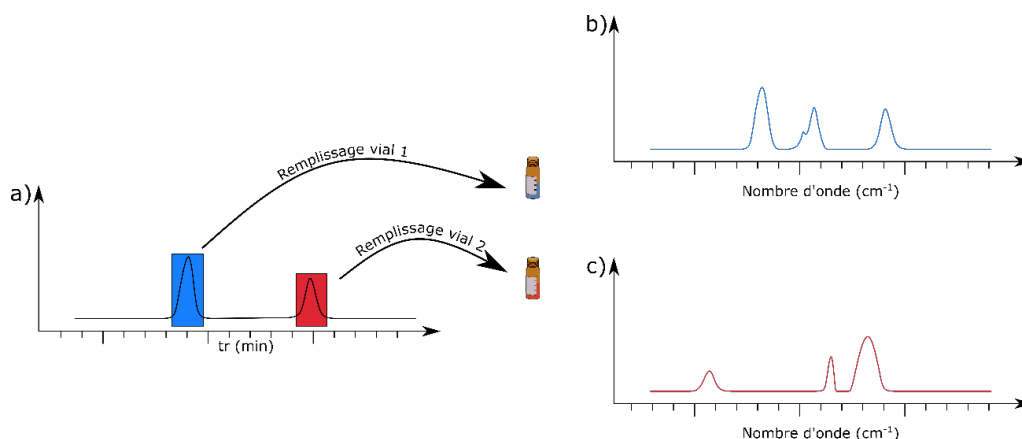 a)
Remplissage vial 1
Remplissage vial 2
tr (min)
b)
Nombre d'onde (cm⁻¹)
c)
Nombre d'onde (cm⁻¹)